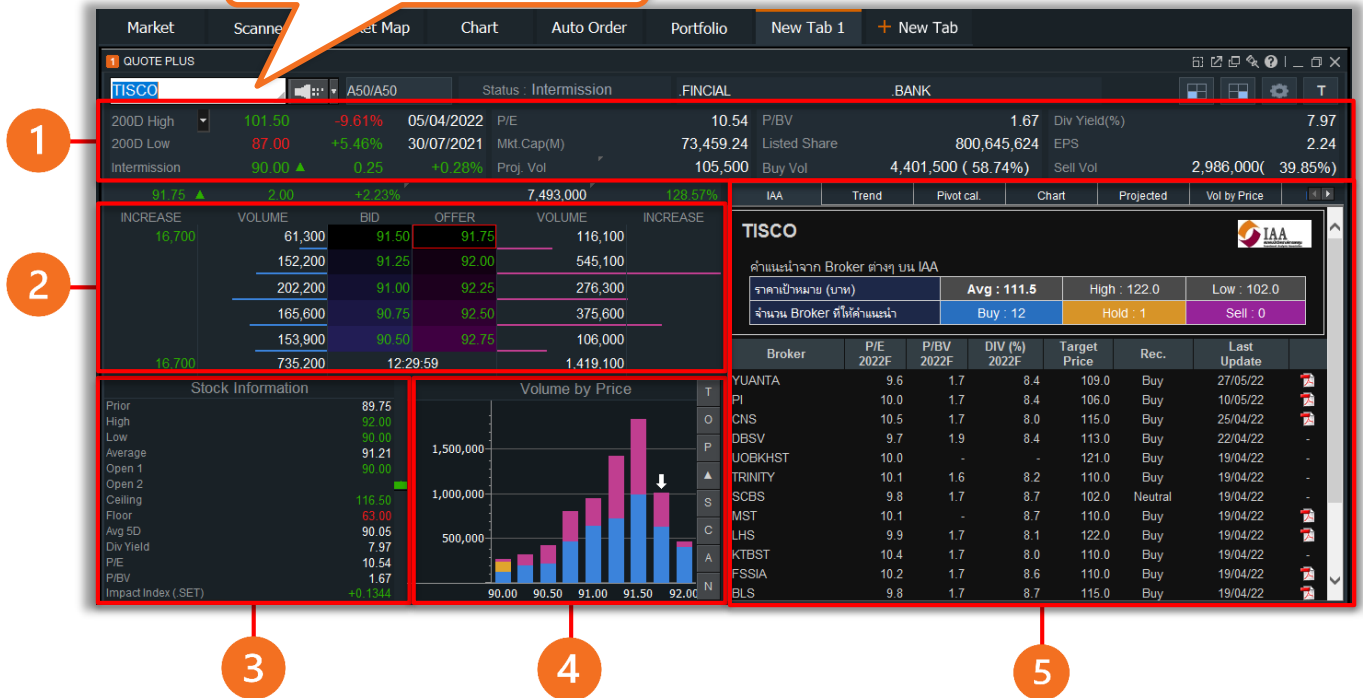 Market Scanner Market Map Chart Auto Order Portfolio New Tab 1 + New Tab
1 QUOTE PLUS
TISCO A50/A50 Status : Intermission .FINCIAL .BANK T
200D High 101.50 -9.61% 05/04/2022 P/E 10.54 P/BV 1.67 Div Yield(%) 7.97
200D Low 87.00 +5.46% 30/07/2021 Mkt.Cap(M) 73,459.24 Listed Share 800,645,624 EPS 2.24
Intermission 90.00 ▲ 0.25 +0.28% Proj. Vol 105,500 Buy Vol 4,401,500 ( 58.74%) Sell Vol 2,986,000( 39.85%)
1
91.75 ▲ 2.00 +2.23% 7,493,000 128.57%
INCREASE VOLUME BID OFFER VOLUME INCREASE
16,700 61,300 91.50 91.75 116,100
152,200 91.25 92.00 545,100
202,200 91.00 92.25 276,300
165,600 90.75 92.50 375,600
153,900 90.50 92.75 106,000
16,700 735,200 12:29:59 1,419,100
2
Stock Information
Prior 89.75
High 92.00
Low 90.00
Average 91.21
Open 1 90.00
Open 2
Ceiling 116.50
Floor 63.00
Avg 5D 90.05
Div Yield 7.97
P/E 10.54
P/BV 1.67
Impact Index (.SET) +0.1344
3
Volume by Price
1,500,000
1,000,000
500,000
90.00 90.50 91.00 91.50 92.00
T
O
P
▲
S
C
A
N
4
IAA Trend Pivot cal. Chart Projected Vol by Price
TISCO
IAA
คำแนะนำจาก Broker ต่างๆ บน IAA
ราคาเป้าหมาย (บาท) Avg : 111.5 High : 122.0 Low : 102.0
จำนวน Broker ที่ให้คำแนะนำ Buy : 12 Hold : 1 Sell : 0
Broker P/E 2022F P/BV 2022F DIV (%) 2022F Target Price Rec. Last Update
YUANTA 9.6 1.7 8.4 109.0 Buy 27/05/22
PI 10.0 1.7 8.4 106.0 Buy 10/05/22
CNS 10.5 1.7 8.0 115.0 Buy 25/04/22
DBSV 9.7 1.9 8.4 113.0 Buy 22/04/22 -
UOBKHST 10.0 - - 121.0 Buy 19/04/22 -
TRINITY 10.1 1.6 8.2 110.0 Buy 19/04/22 -
SCBS 9.8 1.7 8.7 102.0 Neutral 19/04/22 -
MST 10.1 - 8.7 110.0 Buy 19/04/22
LHS 9.9 1.7 8.1 122.0 Buy 19/04/22
KTBST 10.4 1.7 8.0 110.0 Buy 19/04/22 -
FSSIA 10.2 1.7 8.6 110.0 Buy 19/04/22
BLS 9.8 1.7 8.7 115.0 Buy 19/04/22
5